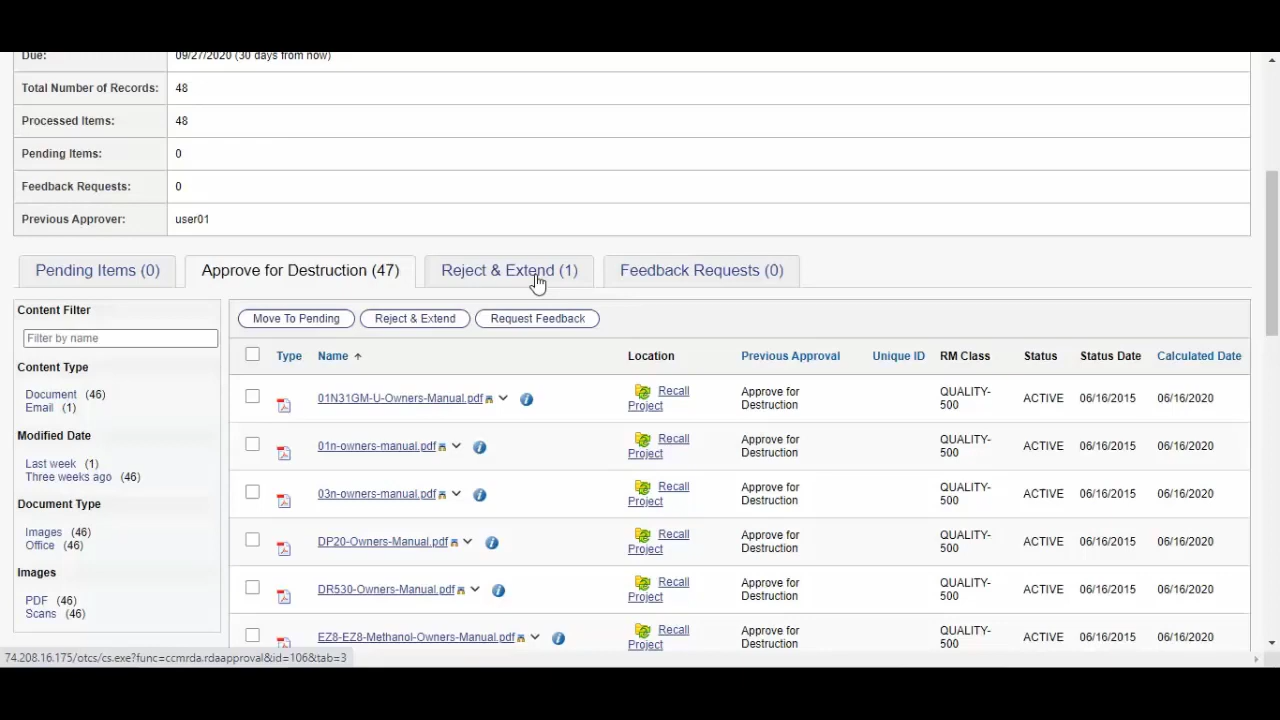 Due: 09/27/2020 (30 days from now)
Total Number of Records: 48
Processed Items: 48
Pending Items: 0
Feedback Requests: 0
Previous Approver: user01
Pending Items (0) Approve for Destruction (47) Reject & Extend (1) Feedback Requests (0)
Content Filter
Filter by name
Content Type
Document (46)
Email (1)
Modified Date
Last week (1)
Three weeks ago (46)
Document Type
Images (46)
Office (46)
Images
PDF (46)
Scans (46)
Move To Pending Reject & Extend Request Feedback
Type Name Location Previous Approval Unique ID RM Class Status Status Date Calculated Date
01N31GM-U-Owners-Manual.pdf Recall Project Approve for Destruction QUALITY-500 ACTIVE 06/16/2015 06/16/2020
01n-owners-manual.pdf Recall Project Approve for Destruction QUALITY-500 ACTIVE 06/16/2015 06/16/2020
03n-owners-manual.pdf Recall Project Approve for Destruction QUALITY-500 ACTIVE 06/16/2015 06/16/2020
DP20-Owners-Manual.pdf Recall Project Approve for Destruction QUALITY-500 ACTIVE 06/16/2015 06/16/2020
DR530-Owners-Manual.pdf Recall Project Approve for Destruction QUALITY-500 ACTIVE 06/16/2015 06/16/2020
EZ8-EZ8-Methanol-Owners-Manual.pdf Recall Project Approve for Destruction QUALITY-500 ACTIVE 06/16/2015 06/16/2020
74.208.16.175/otcs/cs.exe?func=ccmrda.rdaapproval&id=106&tab=3